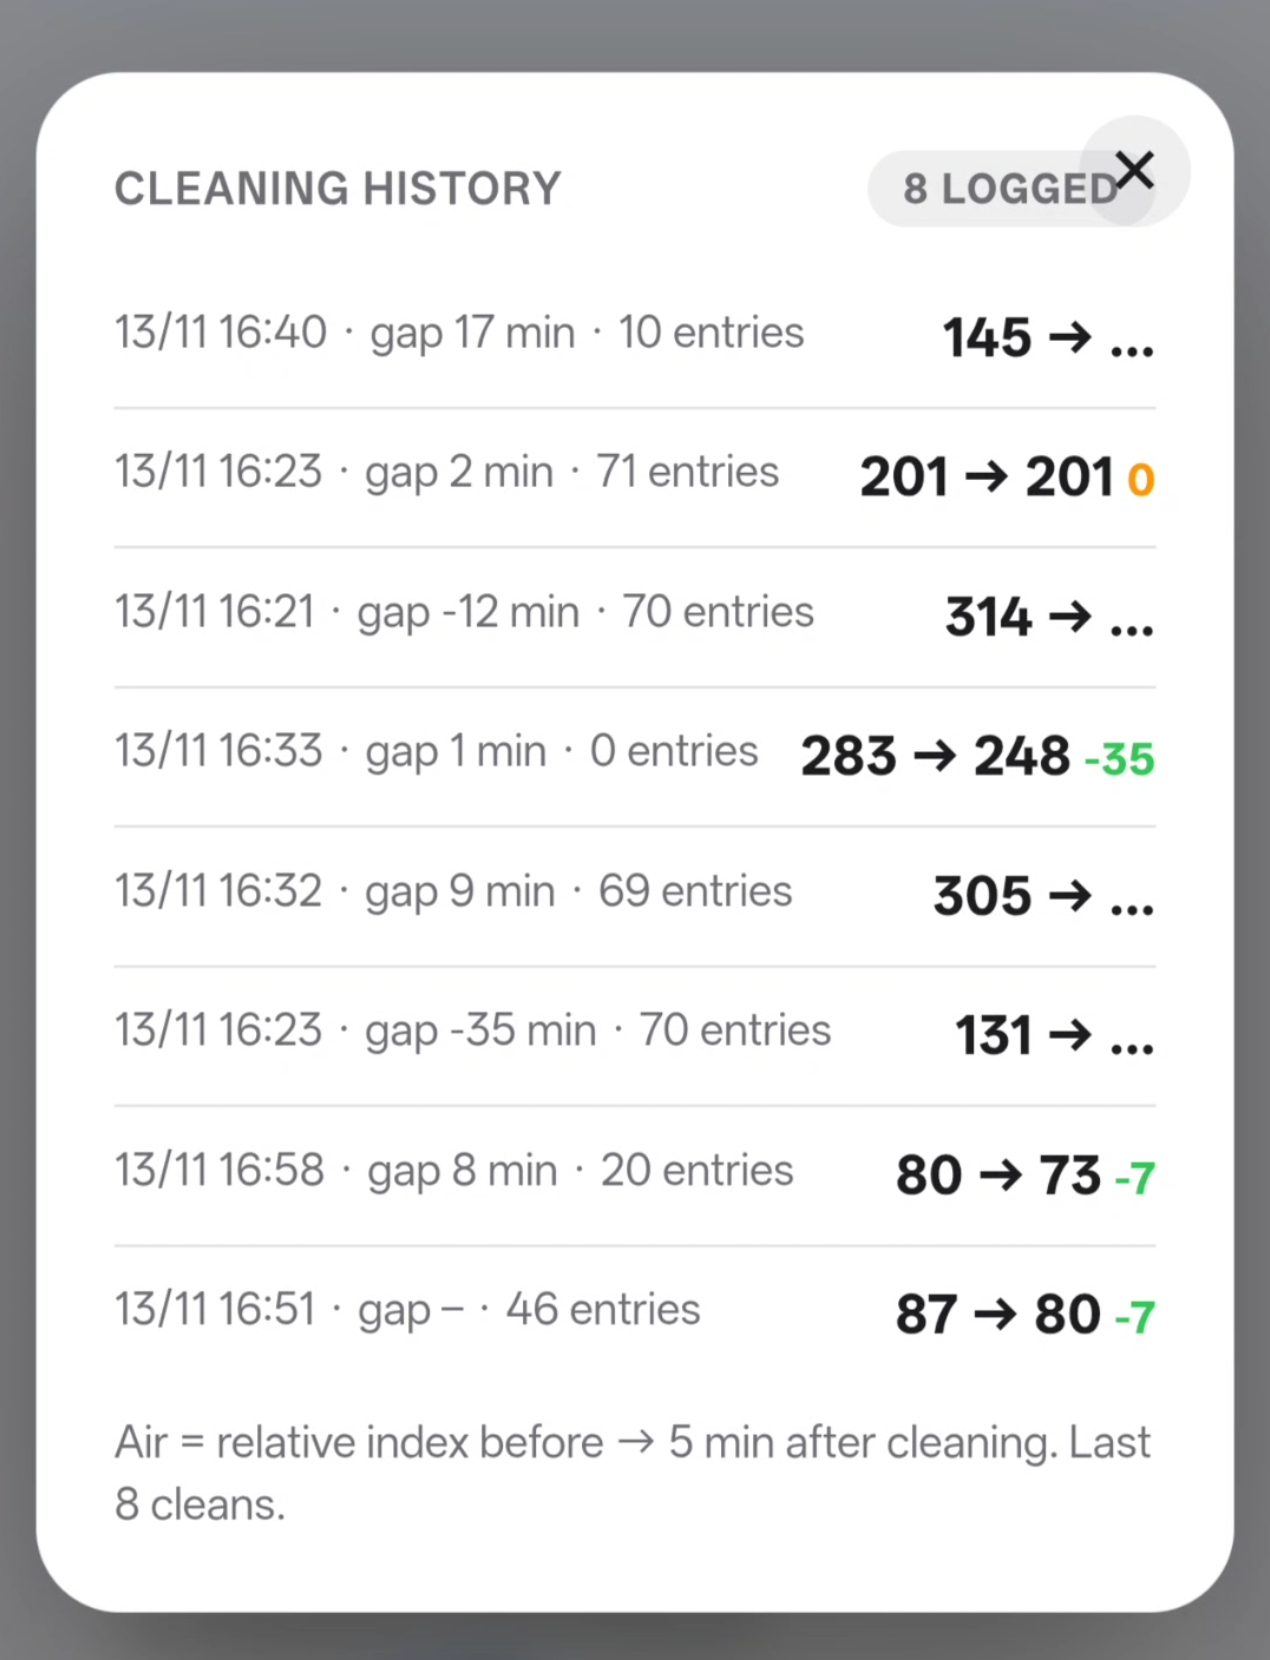 CLEANING HISTORY
8 LOGGED
13/11 16:40 · gap 17 min · 10 entries 145 → ...
13/11 16:23 · gap 2 min · 71 entries 201 → 201 0
13/11 16:21 · gap -12 min · 70 entries 314 → ...
13/11 16:33 · gap 1 min · 0 entries 283 → 248 -35
13/11 16:32 · gap 9 min · 69 entries 305 → ...
13/11 16:23 · gap -35 min · 70 entries 131 → ...
13/11 16:58 · gap 8 min · 20 entries 80 → 73 -7
13/11 16:51 · gap – · 46 entries 87 → 80 -7
Air = relative index before → 5 min after cleaning. Last
8 cleans.